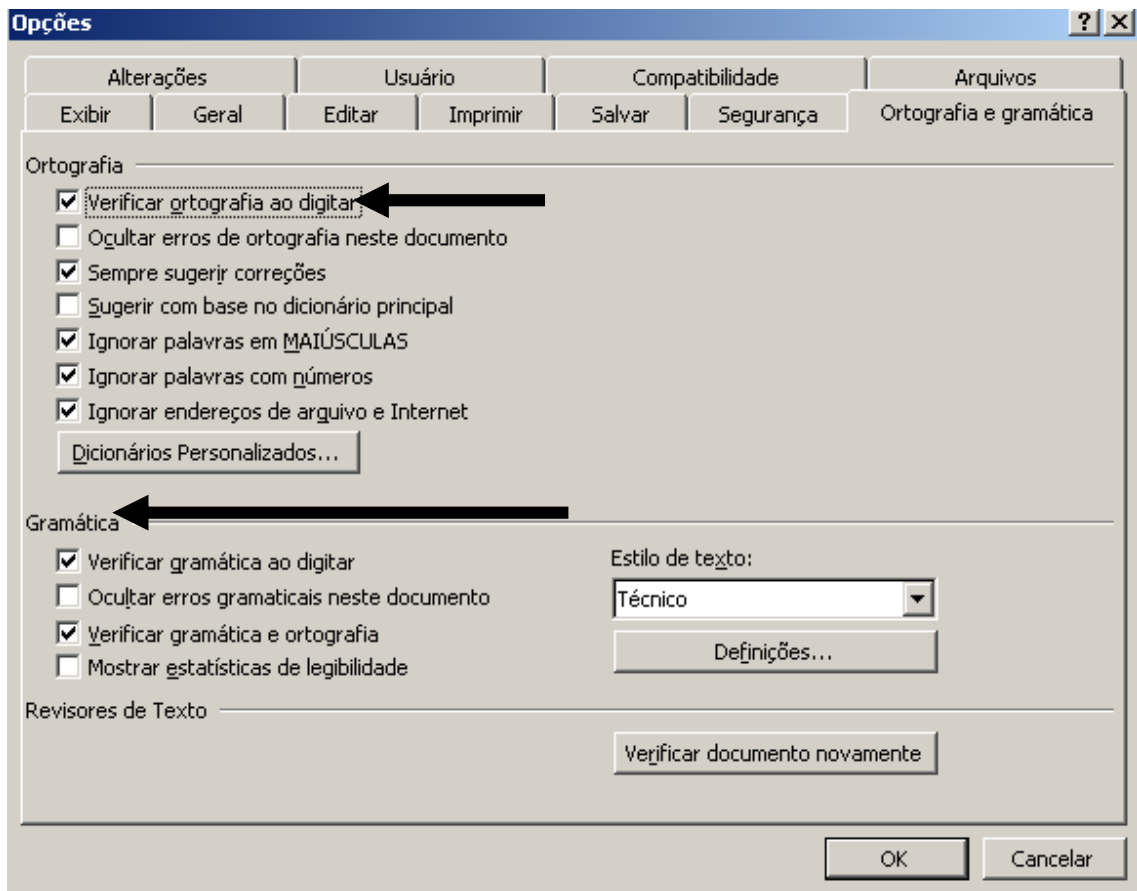 Opções
Alterações Usuário Compatibilidade Arquivos
Exibir Geral Editar Imprimir Salvar Segurança Ortografia e gramática
Ortografia
Verificar ortografia ao digitar
Ocultar erros de ortografia neste documento
Sempre sugerir correções
Sugerir com base no dicionário principal
Ignorar palavras em MAIÚSCULAS
Ignorar palavras com números
Ignorar endereços de arquivo e Internet
Dicionários Personalizados...
Gramática
Verificar gramática ao digitar Estilo de texto:
Ocultar erros gramaticais neste documento Técnico
Verificar gramática e ortografia Definições...
Mostrar estatísticas de legibilidade
Revisores de Texto
Verificar documento novamente
OK Cancelar